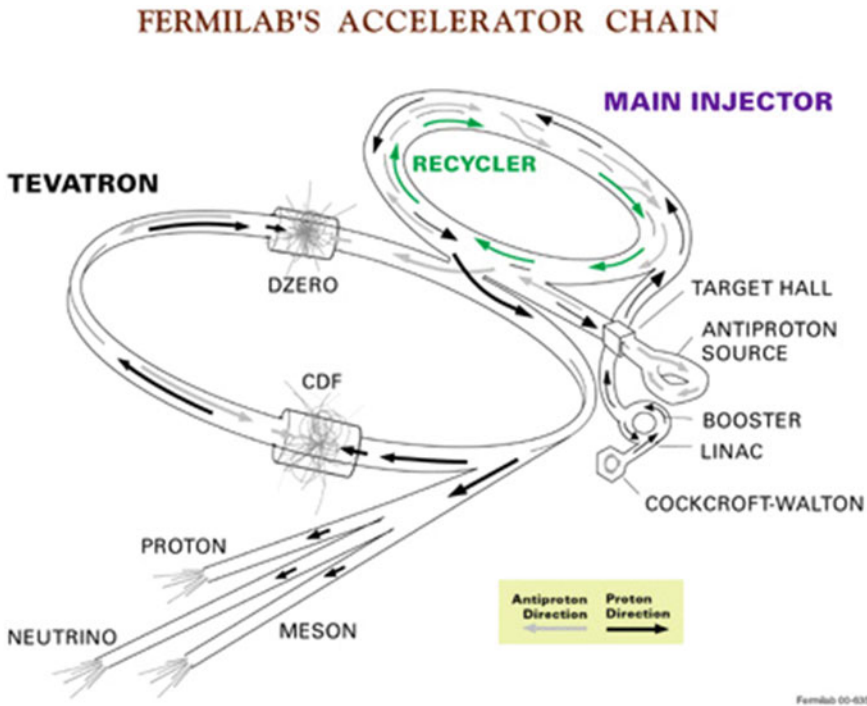 FERMILAB'S ACCELERATOR CHAIN
MAIN INJECTOR
RECYCLER
TEVATRON
DZERO
TARGET HALL
ANTIPROTON
SOURCE
CDF
BOOSTER
LINAC
COCKCROFT-WALTON
PROTON
NEUTRINO
MESON
Antiproton Proton
Direction Direction
Fermilab